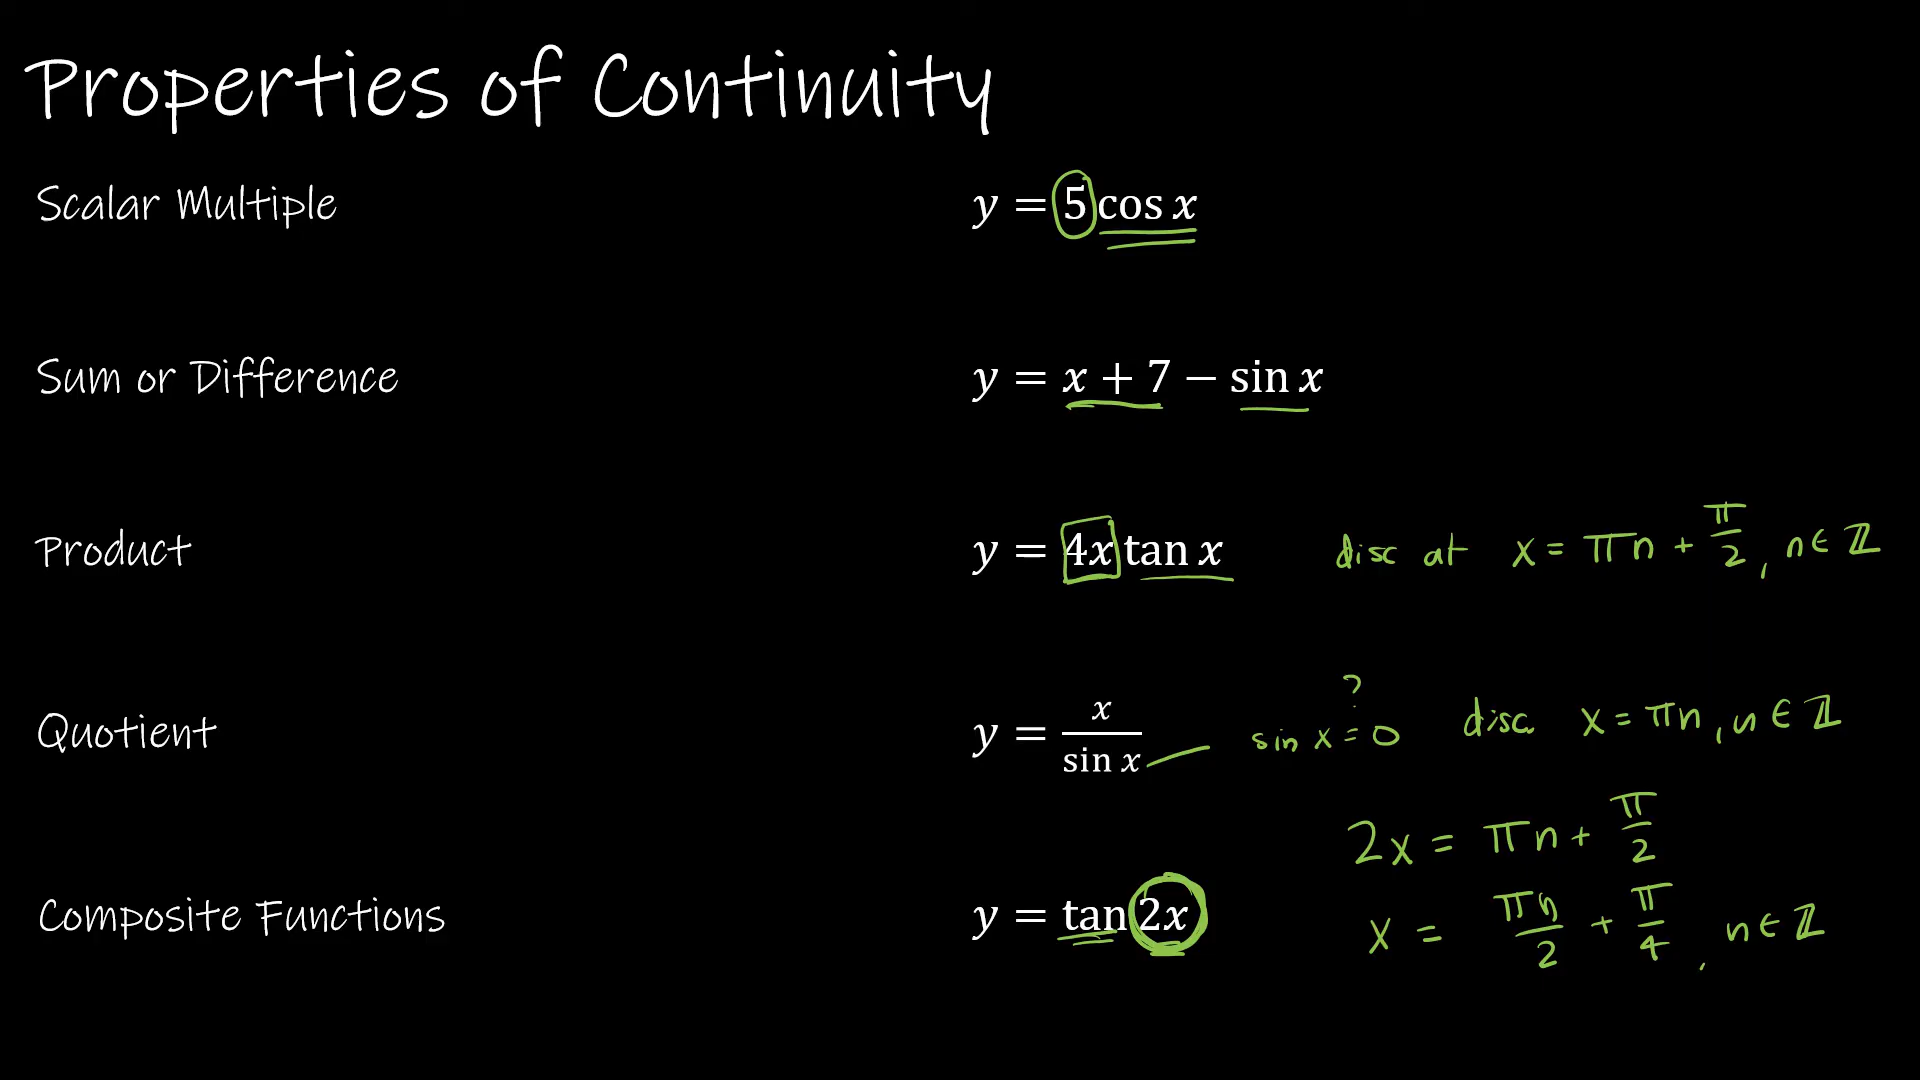 Properties of Continuity
Scalar Multiple y = 5 cos x
Sum or Difference y = x + 7 − sin x
Product y = 4x tan x disc at x = πn + π/2, n ∈ ℤ
Quotient y = x/sin x sin x = 0 ? disc x = πn, n ∈ ℤ
2x = πn + π/2
Composite Functions y = tan 2x x = πn/2 + π/4, n ∈ ℤ